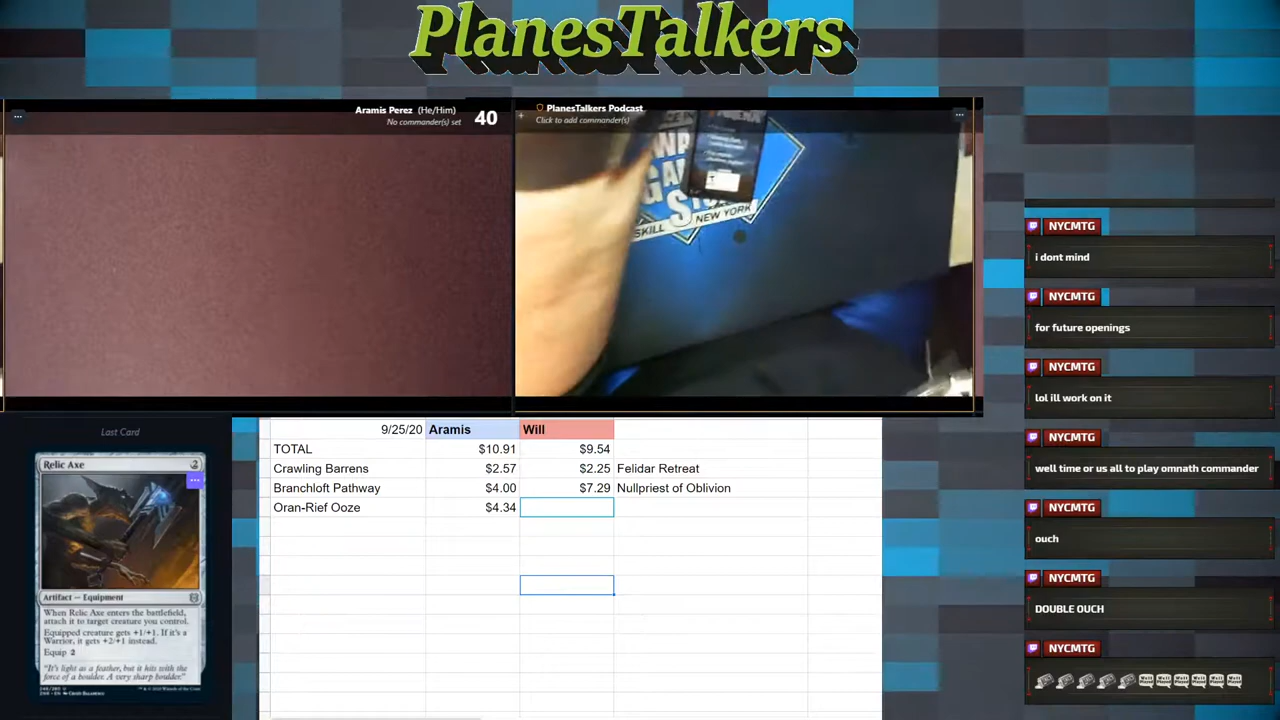 PlanesTalkers
Aramis Perez (He/Him)
No commander(s) set
40
PlanesTalkers Podcast
Click to add commander(s)
NEW YORK
SKILL
NYCMTG
i dont mind
NYCMTG
for future openings
NYCMTG
lol ill work on it
NYCMTG
well time or us all to play omnath commander
NYCMTG
ouch
NYCMTG
DOUBLE OUCH
NYCMTG
Last Card
Relic Axe 2
Artifact — Equipment
When Relic Axe enters the battlefield,
attach it to target creature you control.
Equipped creature gets +1/+1. If it's a
Warrior, it gets +2/+1 instead.
Equip 2
"It's light as a feather, but it hits with the
force of a boulder. A very sharp boulder."
9/25/20 Aramis Will
TOTAL $10.91 $9.54
Crawling Barrens $2.57 $2.25 Felidar Retreat
Branchloft Pathway $4.00 $7.29 Nullpriest of Oblivion
Oran-Rief Ooze $4.34